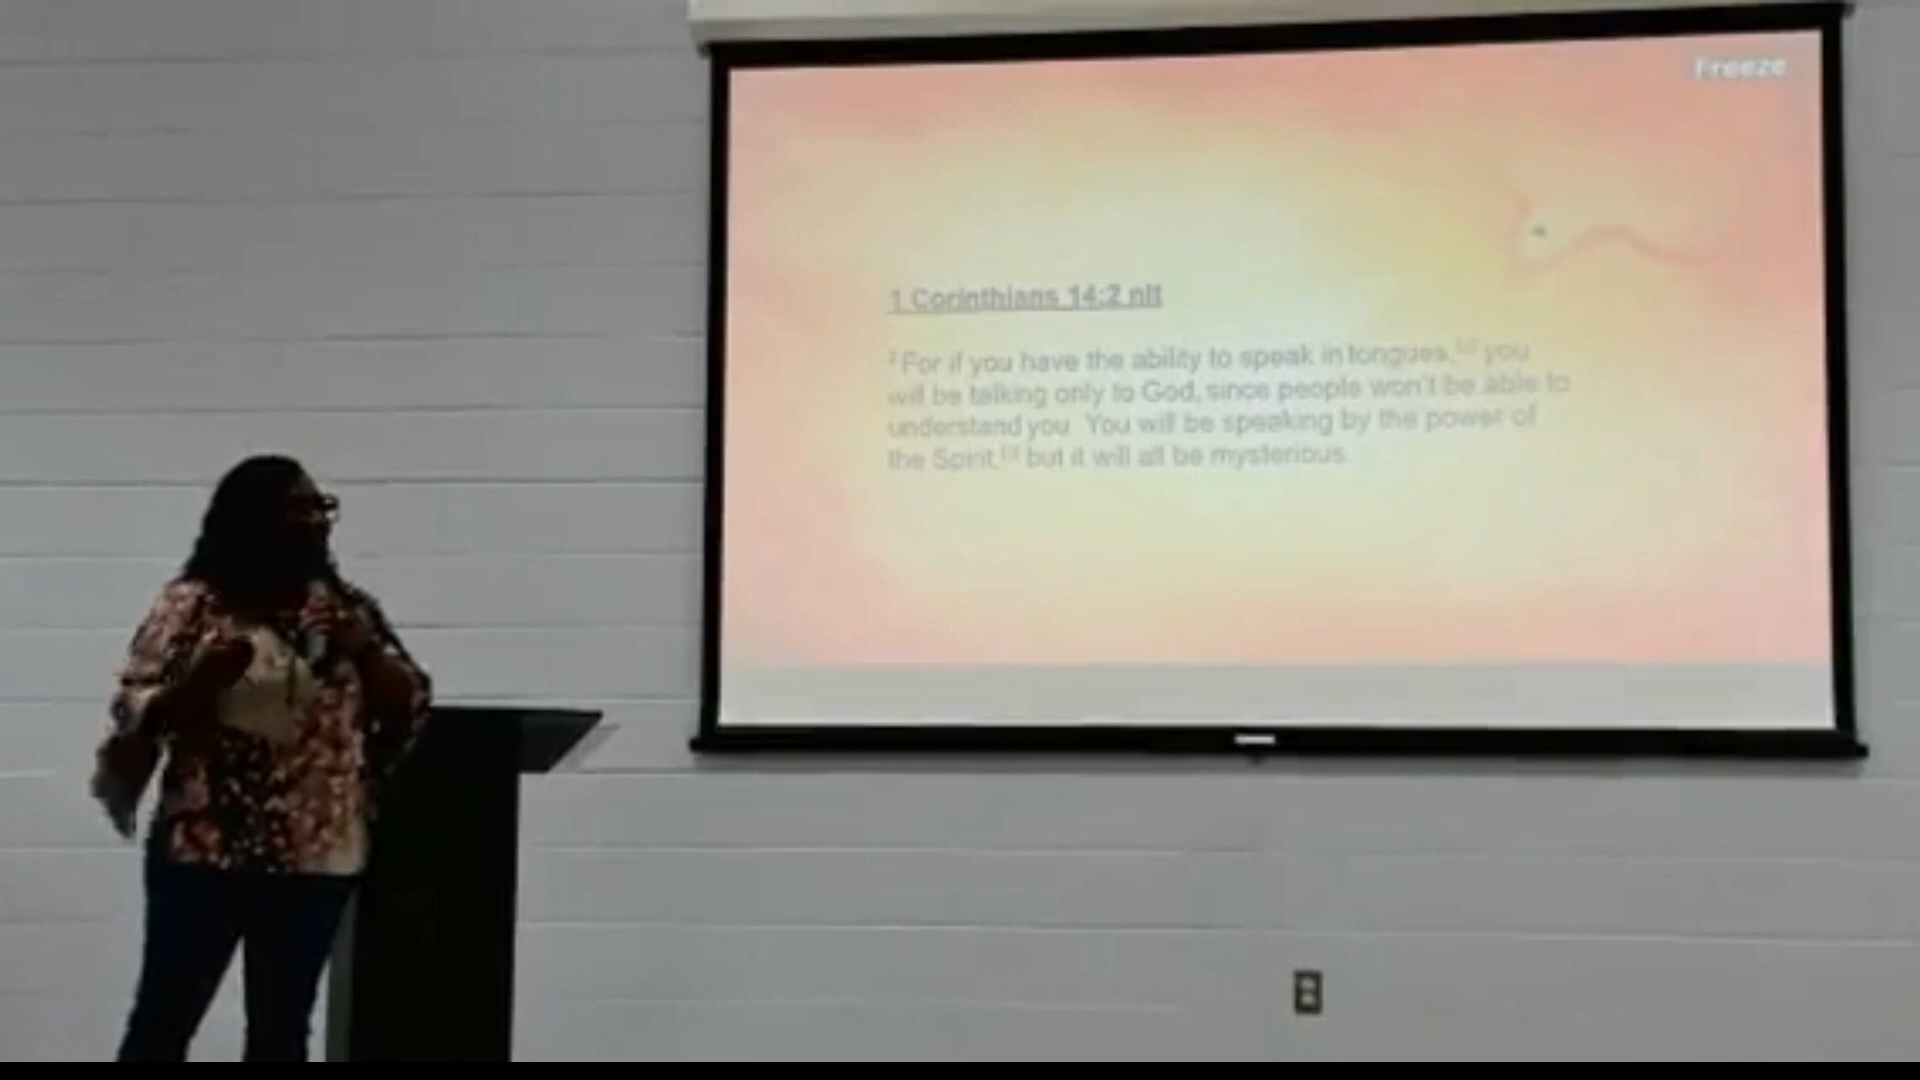 Freeze
1 Corinthians 14:2 nlt
2 For if you have the ability to speak in tongues, you
will be talking only to God, since people won't be able to
understand you. You will be speaking by the power of
the Spirit, but it will all be mysterious.